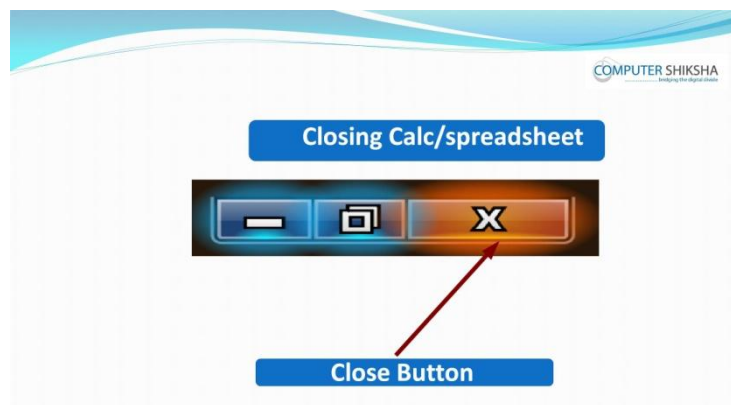 COMPUTER SHIKSHA
bridging the digital divide
Closing Calc/spreadsheet
X
Close Button